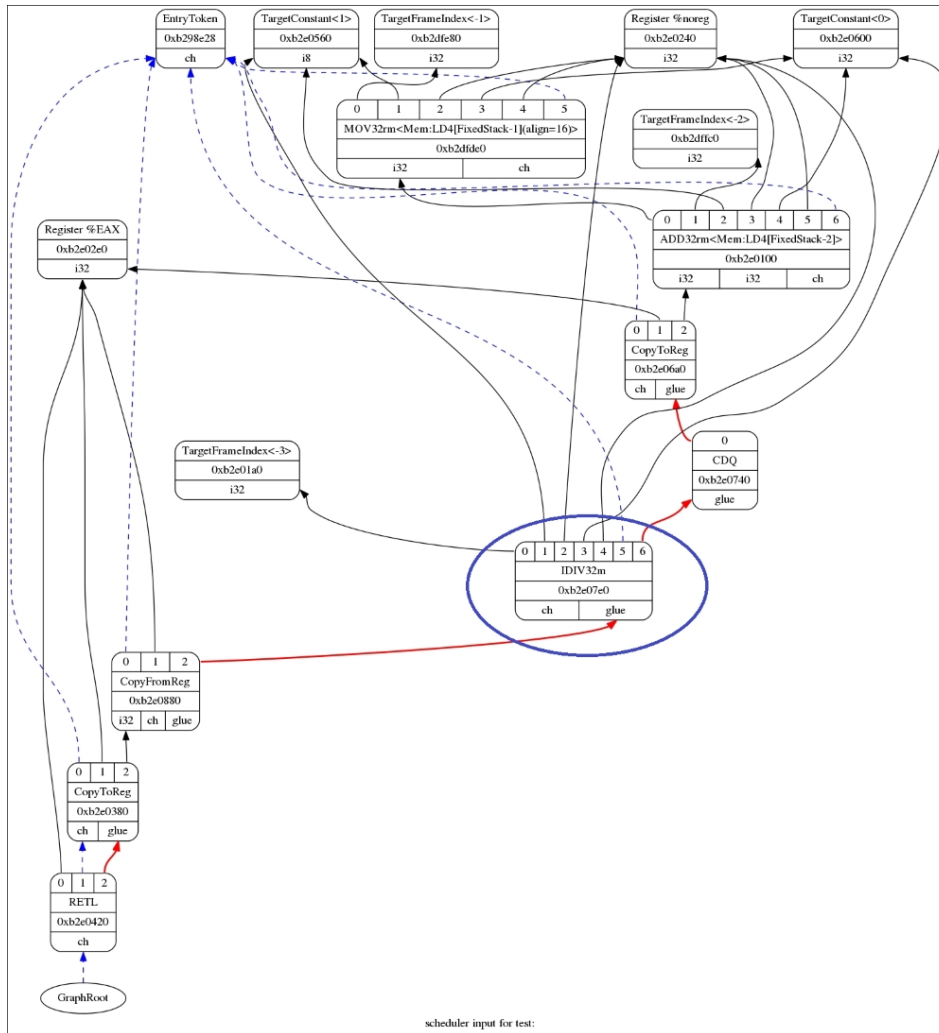 EntryToken
0xb298e28
ch
TargetConstant<1>
0xb2e0560
i8
TargetFrameIndex<-1>
0xb2dfe80
i32
Register %noreg
0xb2e0240
i32
TargetConstant<0>
0xb2e0600
i32
0 1 2 3 4 5
MOV32rm<Mem:LD4[FixedStack-1](align=16)>
0xb2dfde0
i32 ch
TargetFrameIndex<-2>
0xb2dffc0
i32
0 1 2 3 4 5 6
ADD32rm<Mem:LD4[FixedStack-2]>
0xb2e0100
i32 i32 ch
Register %EAX
0xb2e02e0
i32
0 1 2
CopyToReg
0xb2e06a0
ch glue
0
CDQ
0xb2e0740
glue
TargetFrameIndex<-3>
0xb2e01a0
i32
0 1 2 3 4 5 6
IDIV32m
0xb2e07e0
ch glue
0 1 2
CopyFromReg
0xb2e0880
i32 ch glue
0 1 2
CopyToReg
0xb2e0380
ch glue
0 1 2
RETL
0xb2e0420
ch
GraphRoot
scheduler input for test: